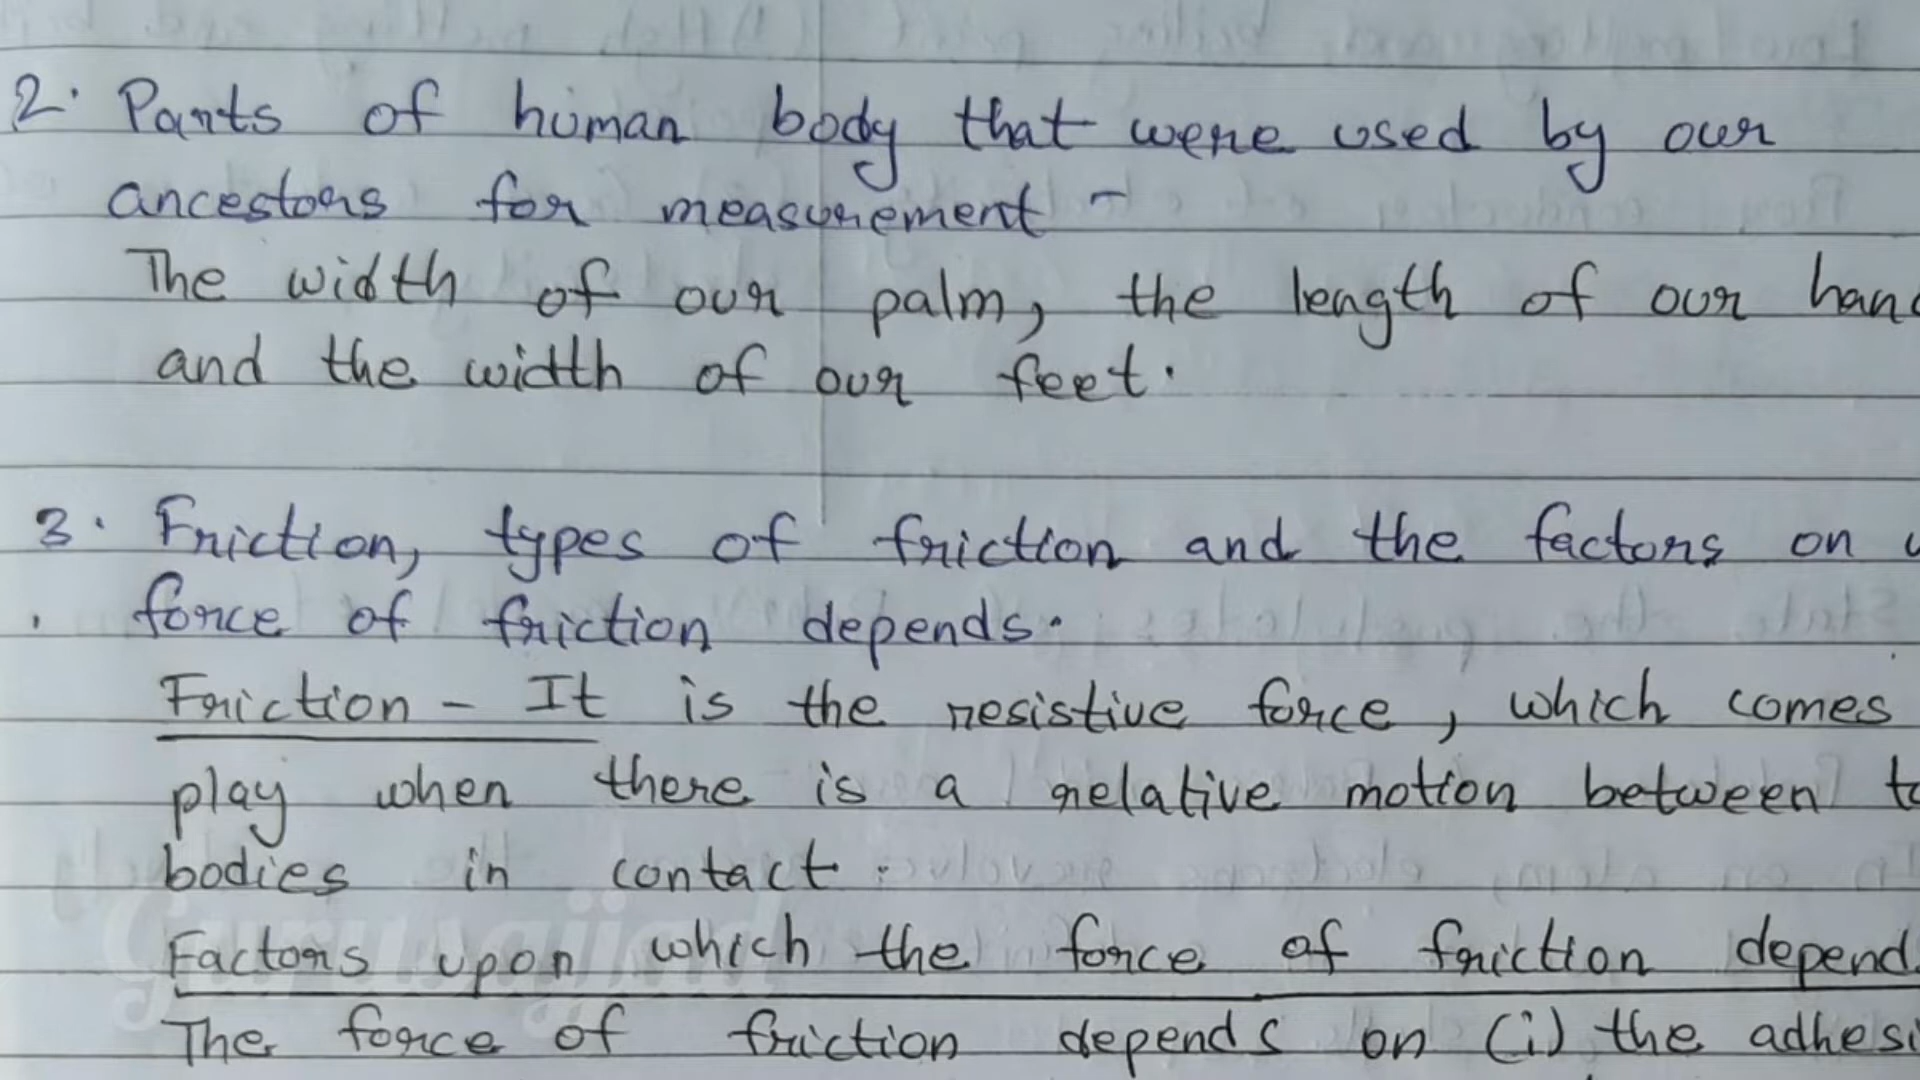 2. Parts of human body that were used by our
ancestors for measurement -
The width of our palm, the length of our han
and the width of our feet.
3. Friction, types of friction and the factors on
force of friction depends.
Friction - It is the resistive force, which comes
play when there is a relative motion between
bodies in contact.
Factors upon which the force of friction depend
The force of friction depends on (i) the adhesi